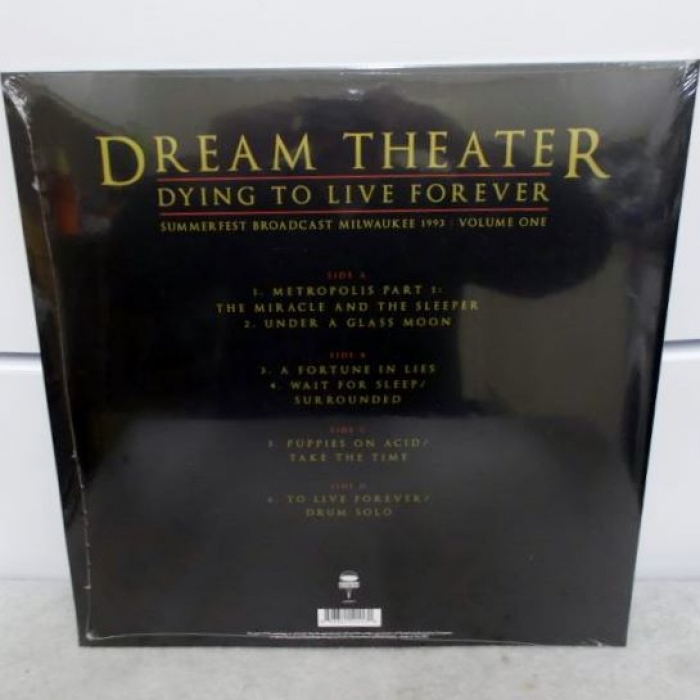 DREAM THEATER
DYING TO LIVE FOREVER
SUMMERFEST BROADCAST MILWAUKEE 1993 | VOLUME ONE
SIDE A
1. METROPOLIS PART 1:
THE MIRACLE AND THE SLEEPER
2. UNDER A GLASS MOON
SIDE B
3. A FORTUNE IN LIES
4. WAIT FOR SLEEP/
SURROUNDED
SIDE C
5. PUPPIES ON ACID/
TAKE THE TIME
SIDE D
6. TO LIVE FOREVER/
DRUM SOLO